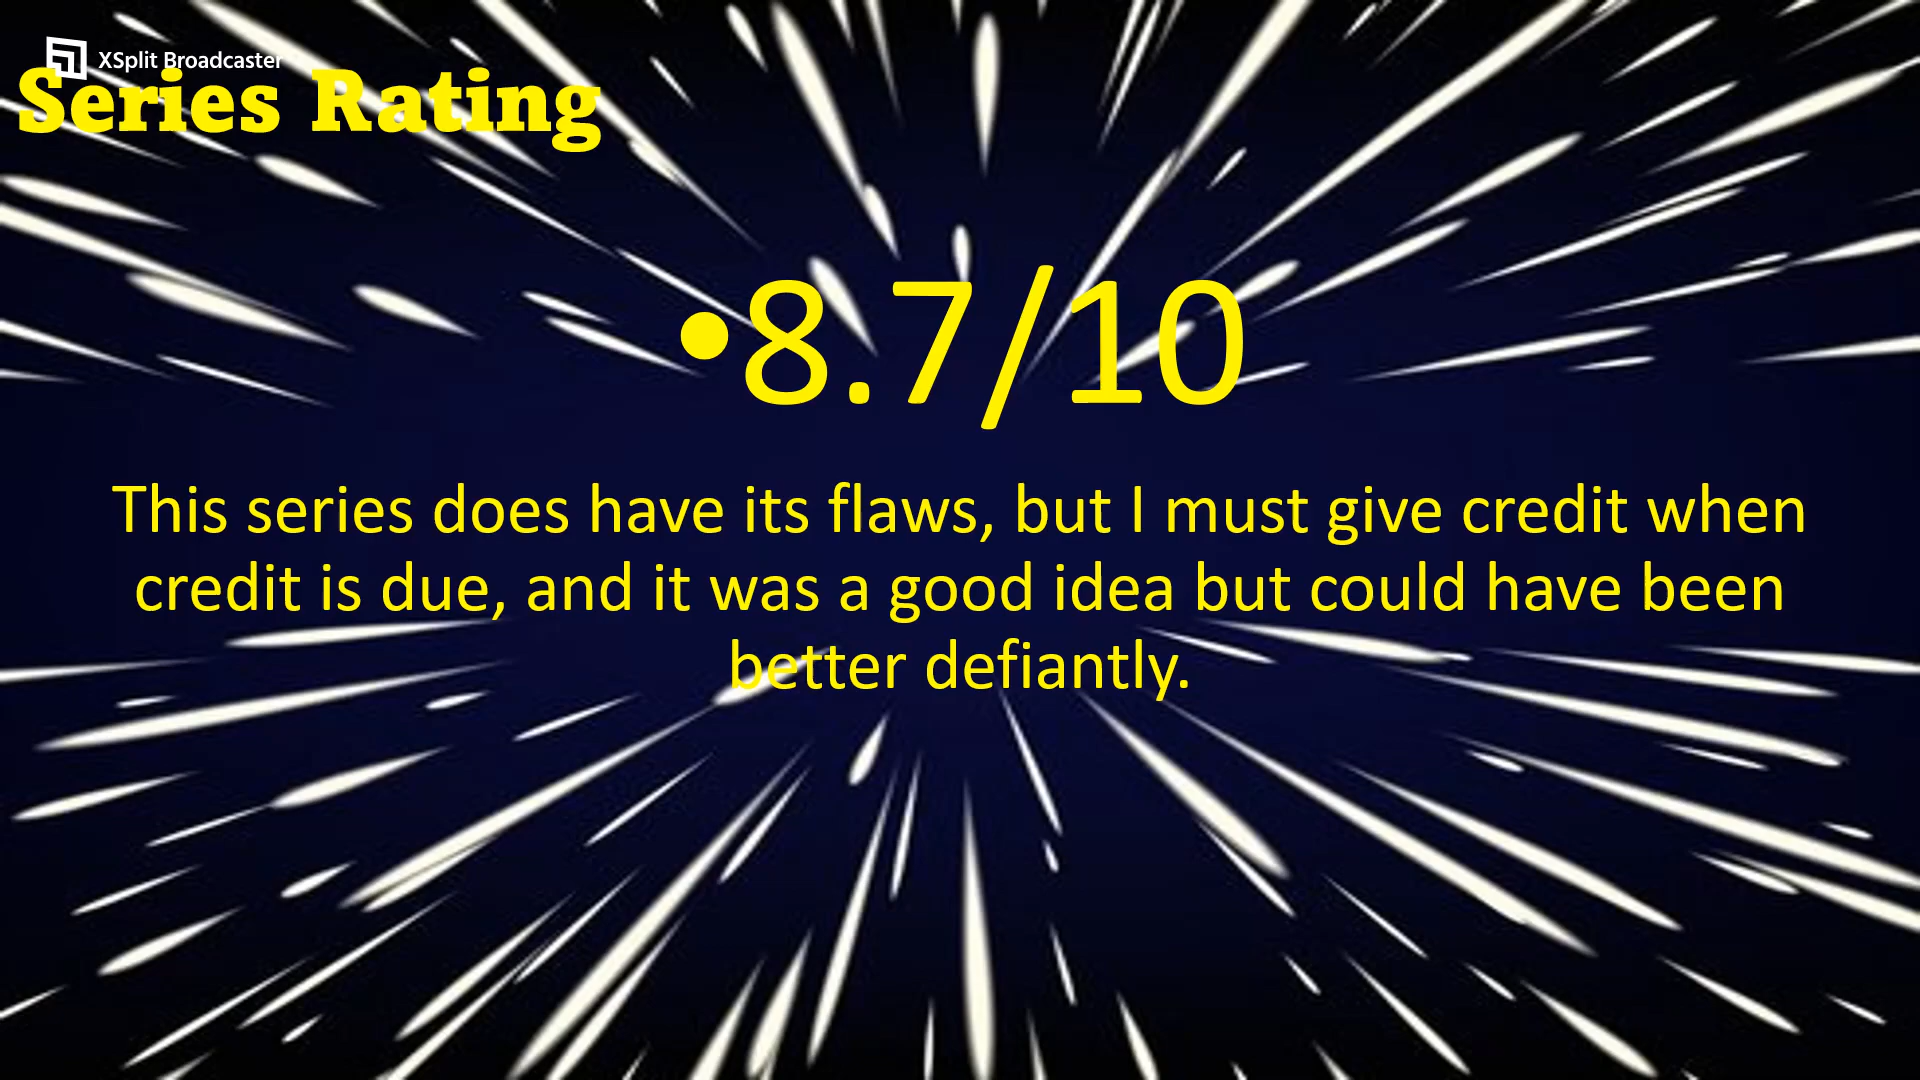 XSplit Broadcaster
Series Rating
•8.7/10
This series does have its flaws, but I must give credit when
credit is due, and it was a good idea but could have been
better defiantly.